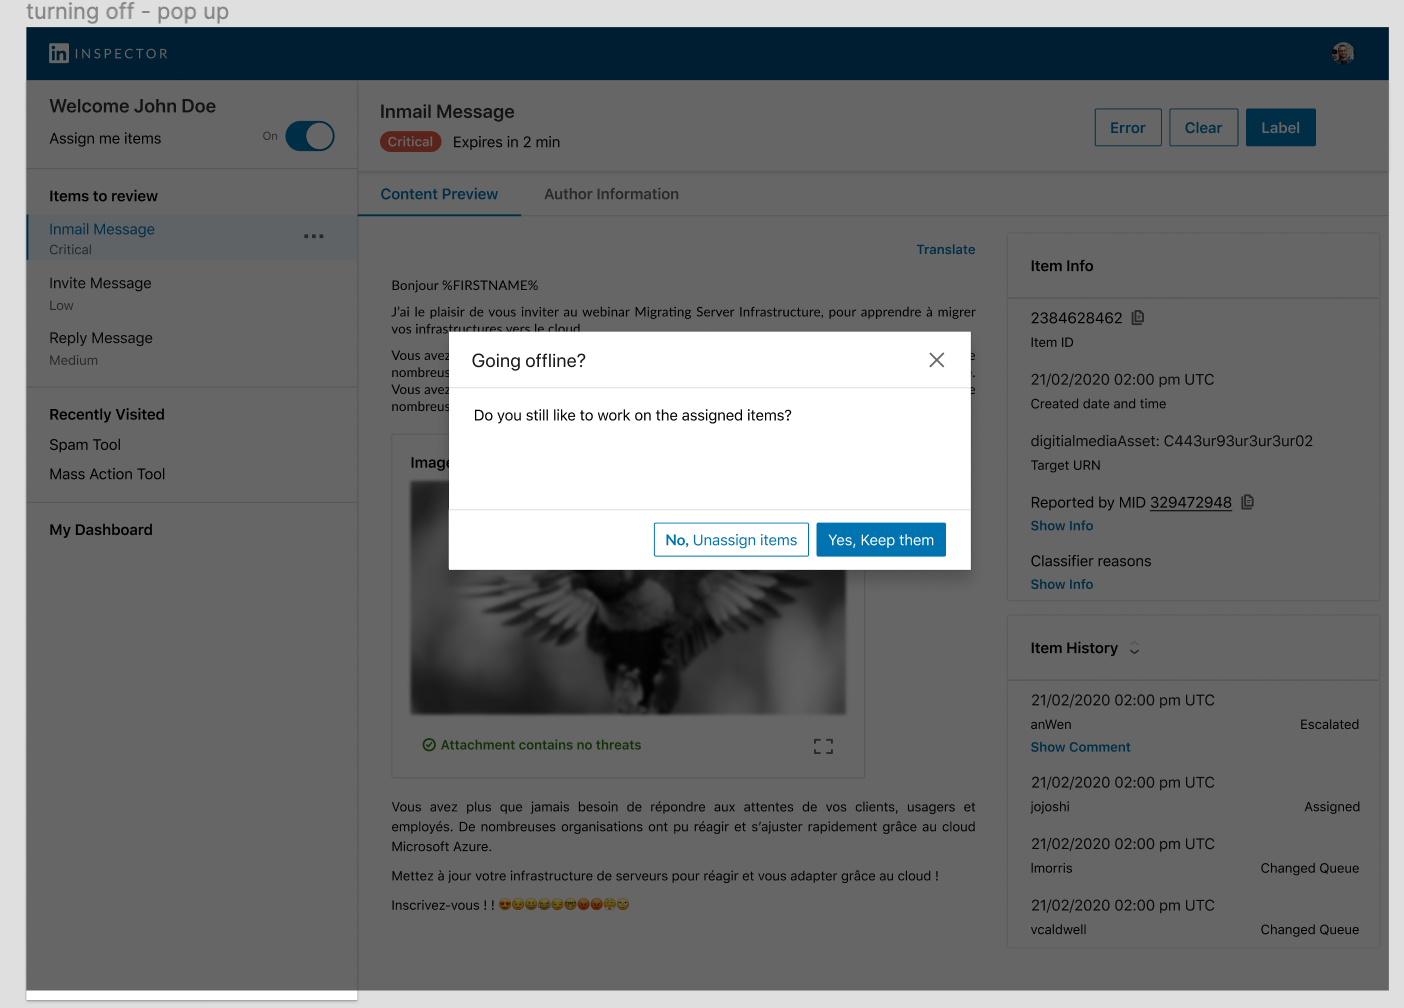 turning off - pop up
in INSPECTOR
Welcome John Doe
Assign me items
On
Items to review
Inmail Message
Critical
Invite Message
Low
Reply Message
Medium
Recently Visited
Spam Tool
Mass Action Tool
My Dashboard
Inmail Message
Critical Expires in 2 min
Error Clear Label
Content Preview Author Information
Translate
Bonjour %FIRSTNAME%
J'ai le plaisir de vous inviter au webinar Migrating Server Infrastructure, pour apprendre à migrer
vos infrastructures vers le cloud
Vous avez
nombreus
Vous avez
nombreus
Image
Going offline?
Do you still like to work on the assigned items?
No, Unassign items Yes, Keep them
Attachment contains no threats
Vous avez plus que jamais besoin de répondre aux attentes de vos clients, usagers et
employés. De nombreuses organisations ont pu réagir et s'ajuster rapidement grâce au cloud
Microsoft Azure.
Mettez à jour votre infrastructure de serveurs pour réagir et vous adapter grâce au cloud !
Inscrivez-vous ! !
Item Info
2384628462
Item ID
21/02/2020 02:00 pm UTC
Created date and time
digitialmediaAsset: C443ur93ur3ur3ur02
Target URN
Reported by MID 329472948
Show Info
Classifier reasons
Show Info
Item History
21/02/2020 02:00 pm UTC
anWen Escalated
Show Comment
21/02/2020 02:00 pm UTC
jojoshi Assigned
21/02/2020 02:00 pm UTC
lmorris Changed Queue
21/02/2020 02:00 pm UTC
vcaldwell Changed Queue